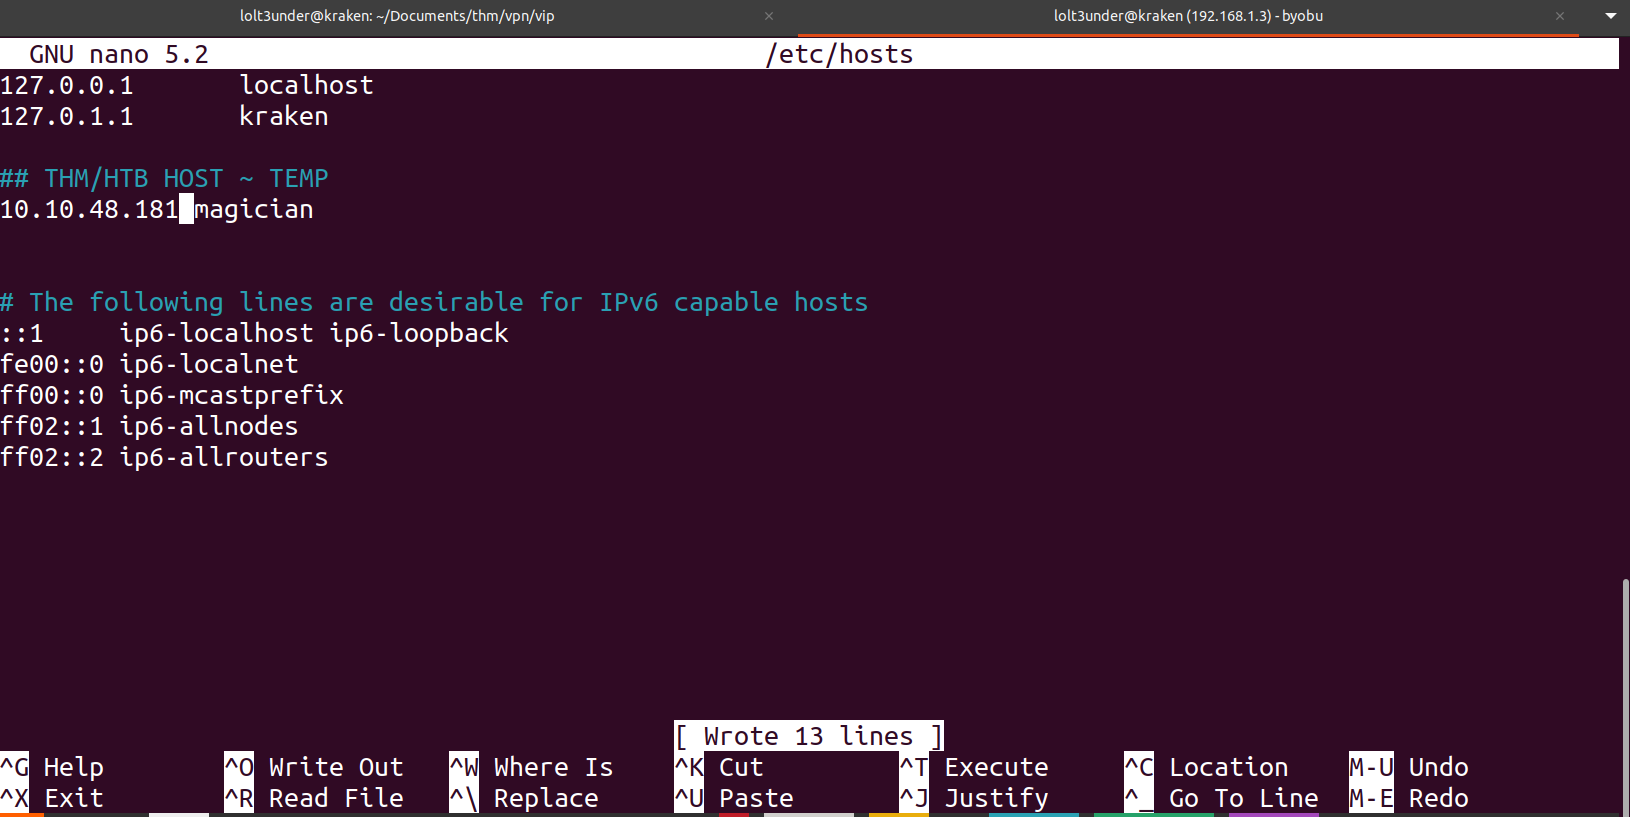 lolt3under@kraken: ~/Documents/thm/vpn/vip × lolt3under@kraken (192.168.1.3) - byobu ×
GNU nano 5.2 /etc/hosts
127.0.0.1 localhost
127.0.1.1 kraken
## THM/HTB HOST ~ TEMP
10.10.48.181 magician
# The following lines are desirable for IPv6 capable hosts
::1 ip6-localhost ip6-loopback
fe00::0 ip6-localnet
ff00::0 ip6-mcastprefix
ff02::1 ip6-allnodes
ff02::2 ip6-allrouters
[ Wrote 13 lines ]
^G Help ^O Write Out ^W Where Is ^K Cut ^T Execute ^C Location M-U Undo
^X Exit ^R Read File ^\ Replace ^U Paste ^J Justify ^_ Go To Line M-E Redo